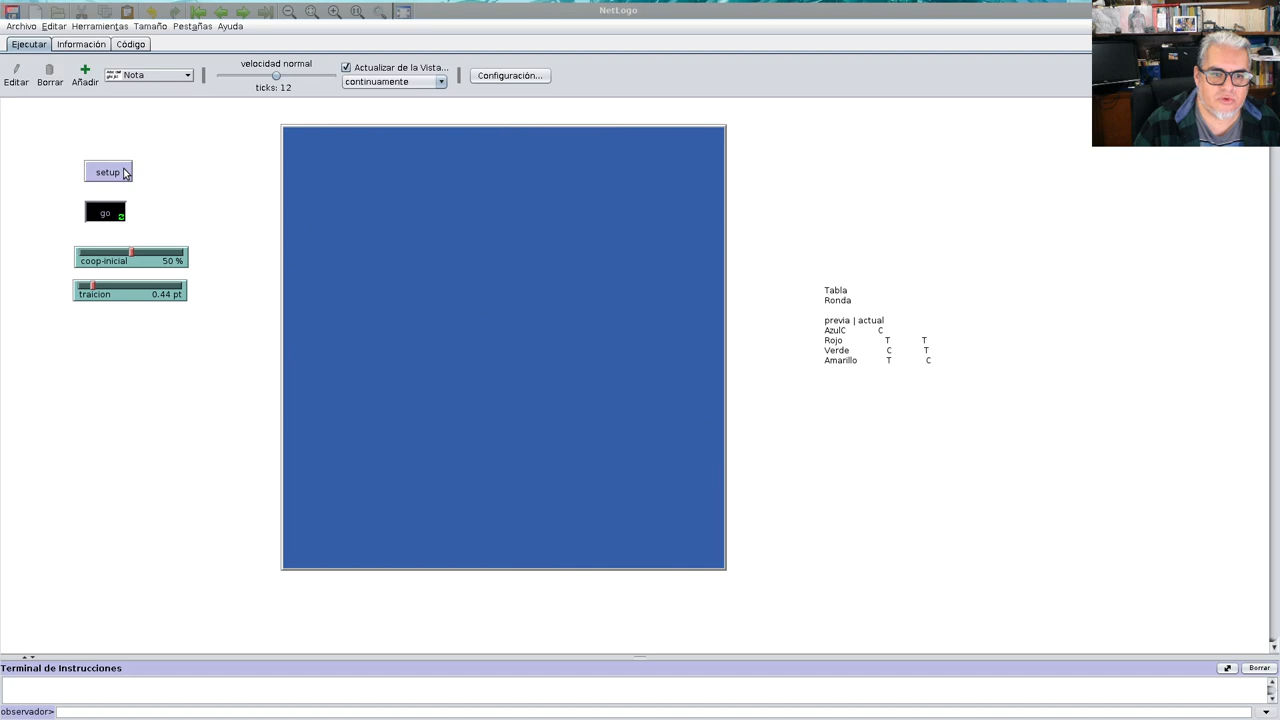 NetLogo
Archivo Editar Herramientas Tamaño Pestañas Ayuda
Ejecutar Información Código
Editar Borrar Añadir Nota
velocidad normal
ticks: 12
Actualizar de la Vista...
continuamente
Configuración...
setup
go
coop-inicial 50 %
traicion 0.44 pt
Tabla
Ronda
previa | actual
AzulC C
Rojo T T
Verde C T
Amarillo T C
Terminal de Instrucciones
Borrar
observador>